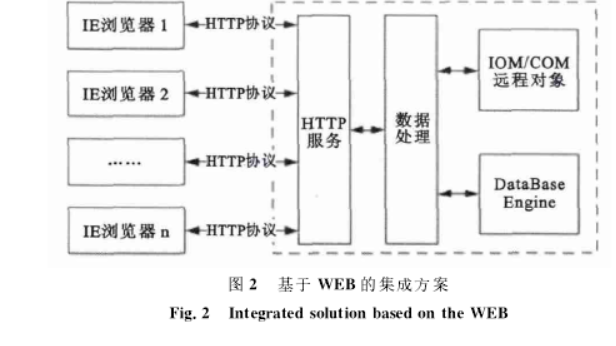 IE浏览器 1
HTTP协议
IE浏览器 2
HTTP协议
……
HTTP协议
IE浏览器 n
HTTP协议
HTTP
服务
数据
处理
IOM/COM
远程对象
DataBase
Engine
图 2 基于 WEB 的集成方案
Fig. 2 Integrated solution based on the WEB